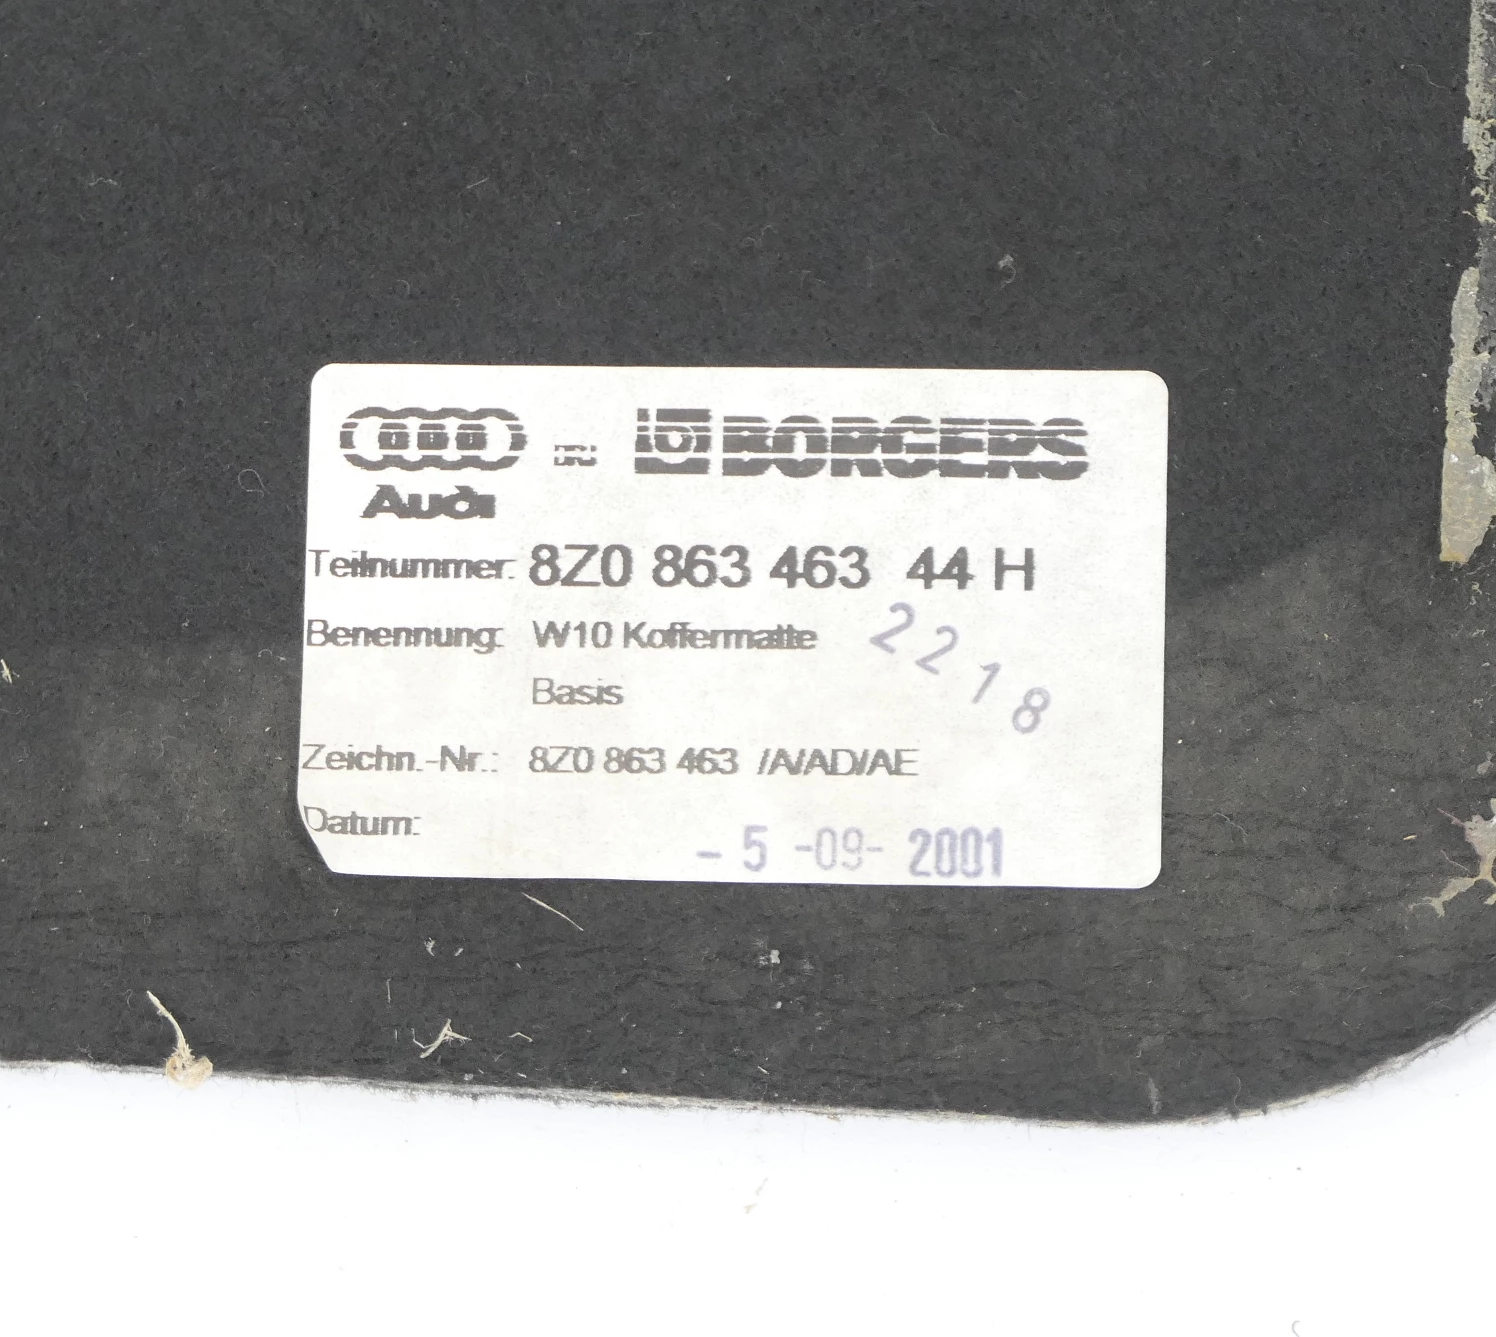 BORGERS
Audi
Teilnummer: 8Z0 863 463 44 H
Benennung: W10 Koffermatte
Basis
2218
Zeichn.-Nr.: 8Z0 863 463 /A/AD/AE
Datum:
- 5 -09- 2001